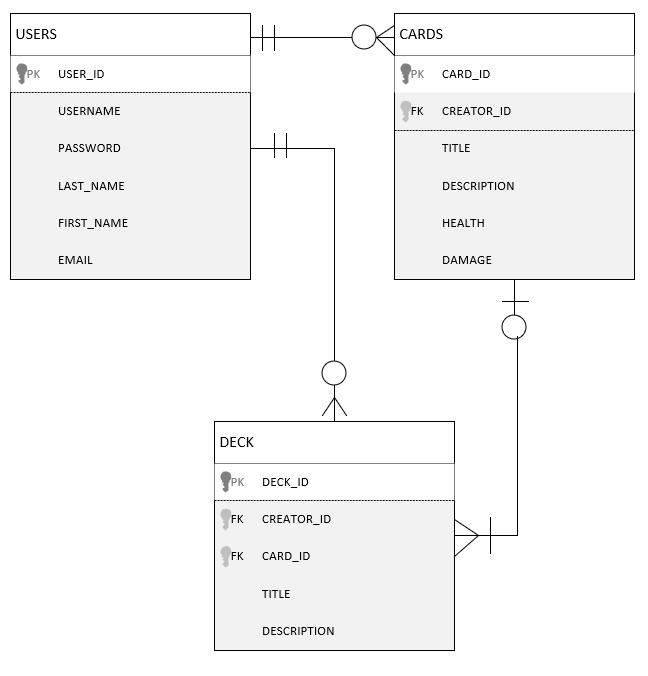 USERS
PK USER_ID
USERNAME
PASSWORD
LAST_NAME
FIRST_NAME
EMAIL
CARDS
PK CARD_ID
FK CREATOR_ID
TITLE
DESCRIPTION
HEALTH
DAMAGE
DECK
PK DECK_ID
FK CREATOR_ID
FK CARD_ID
TITLE
DESCRIPTION